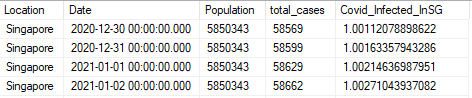 Location Date Population total_cases Covid_Infected_InSG
Singapore 2020-12-30 00:00:00.000 5850343 58569 1.00112078898622
Singapore 2020-12-31 00:00:00.000 5850343 58599 1.00163357943286
Singapore 2021-01-01 00:00:00.000 5850343 58629 1.00214636987951
Singapore 2021-01-02 00:00:00.000 5850343 58662 1.00271043937082